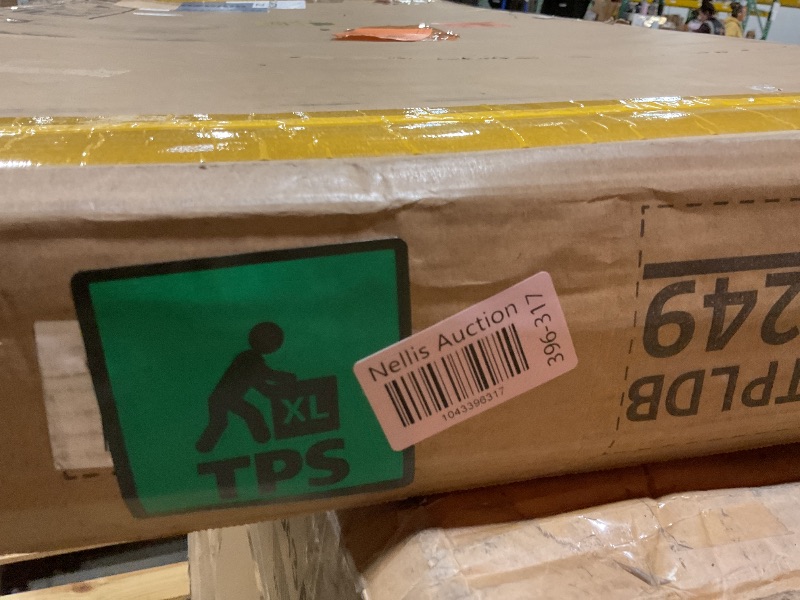 XL
TPS
Nellis Auction
396-317
1043396317
249
TPLDB